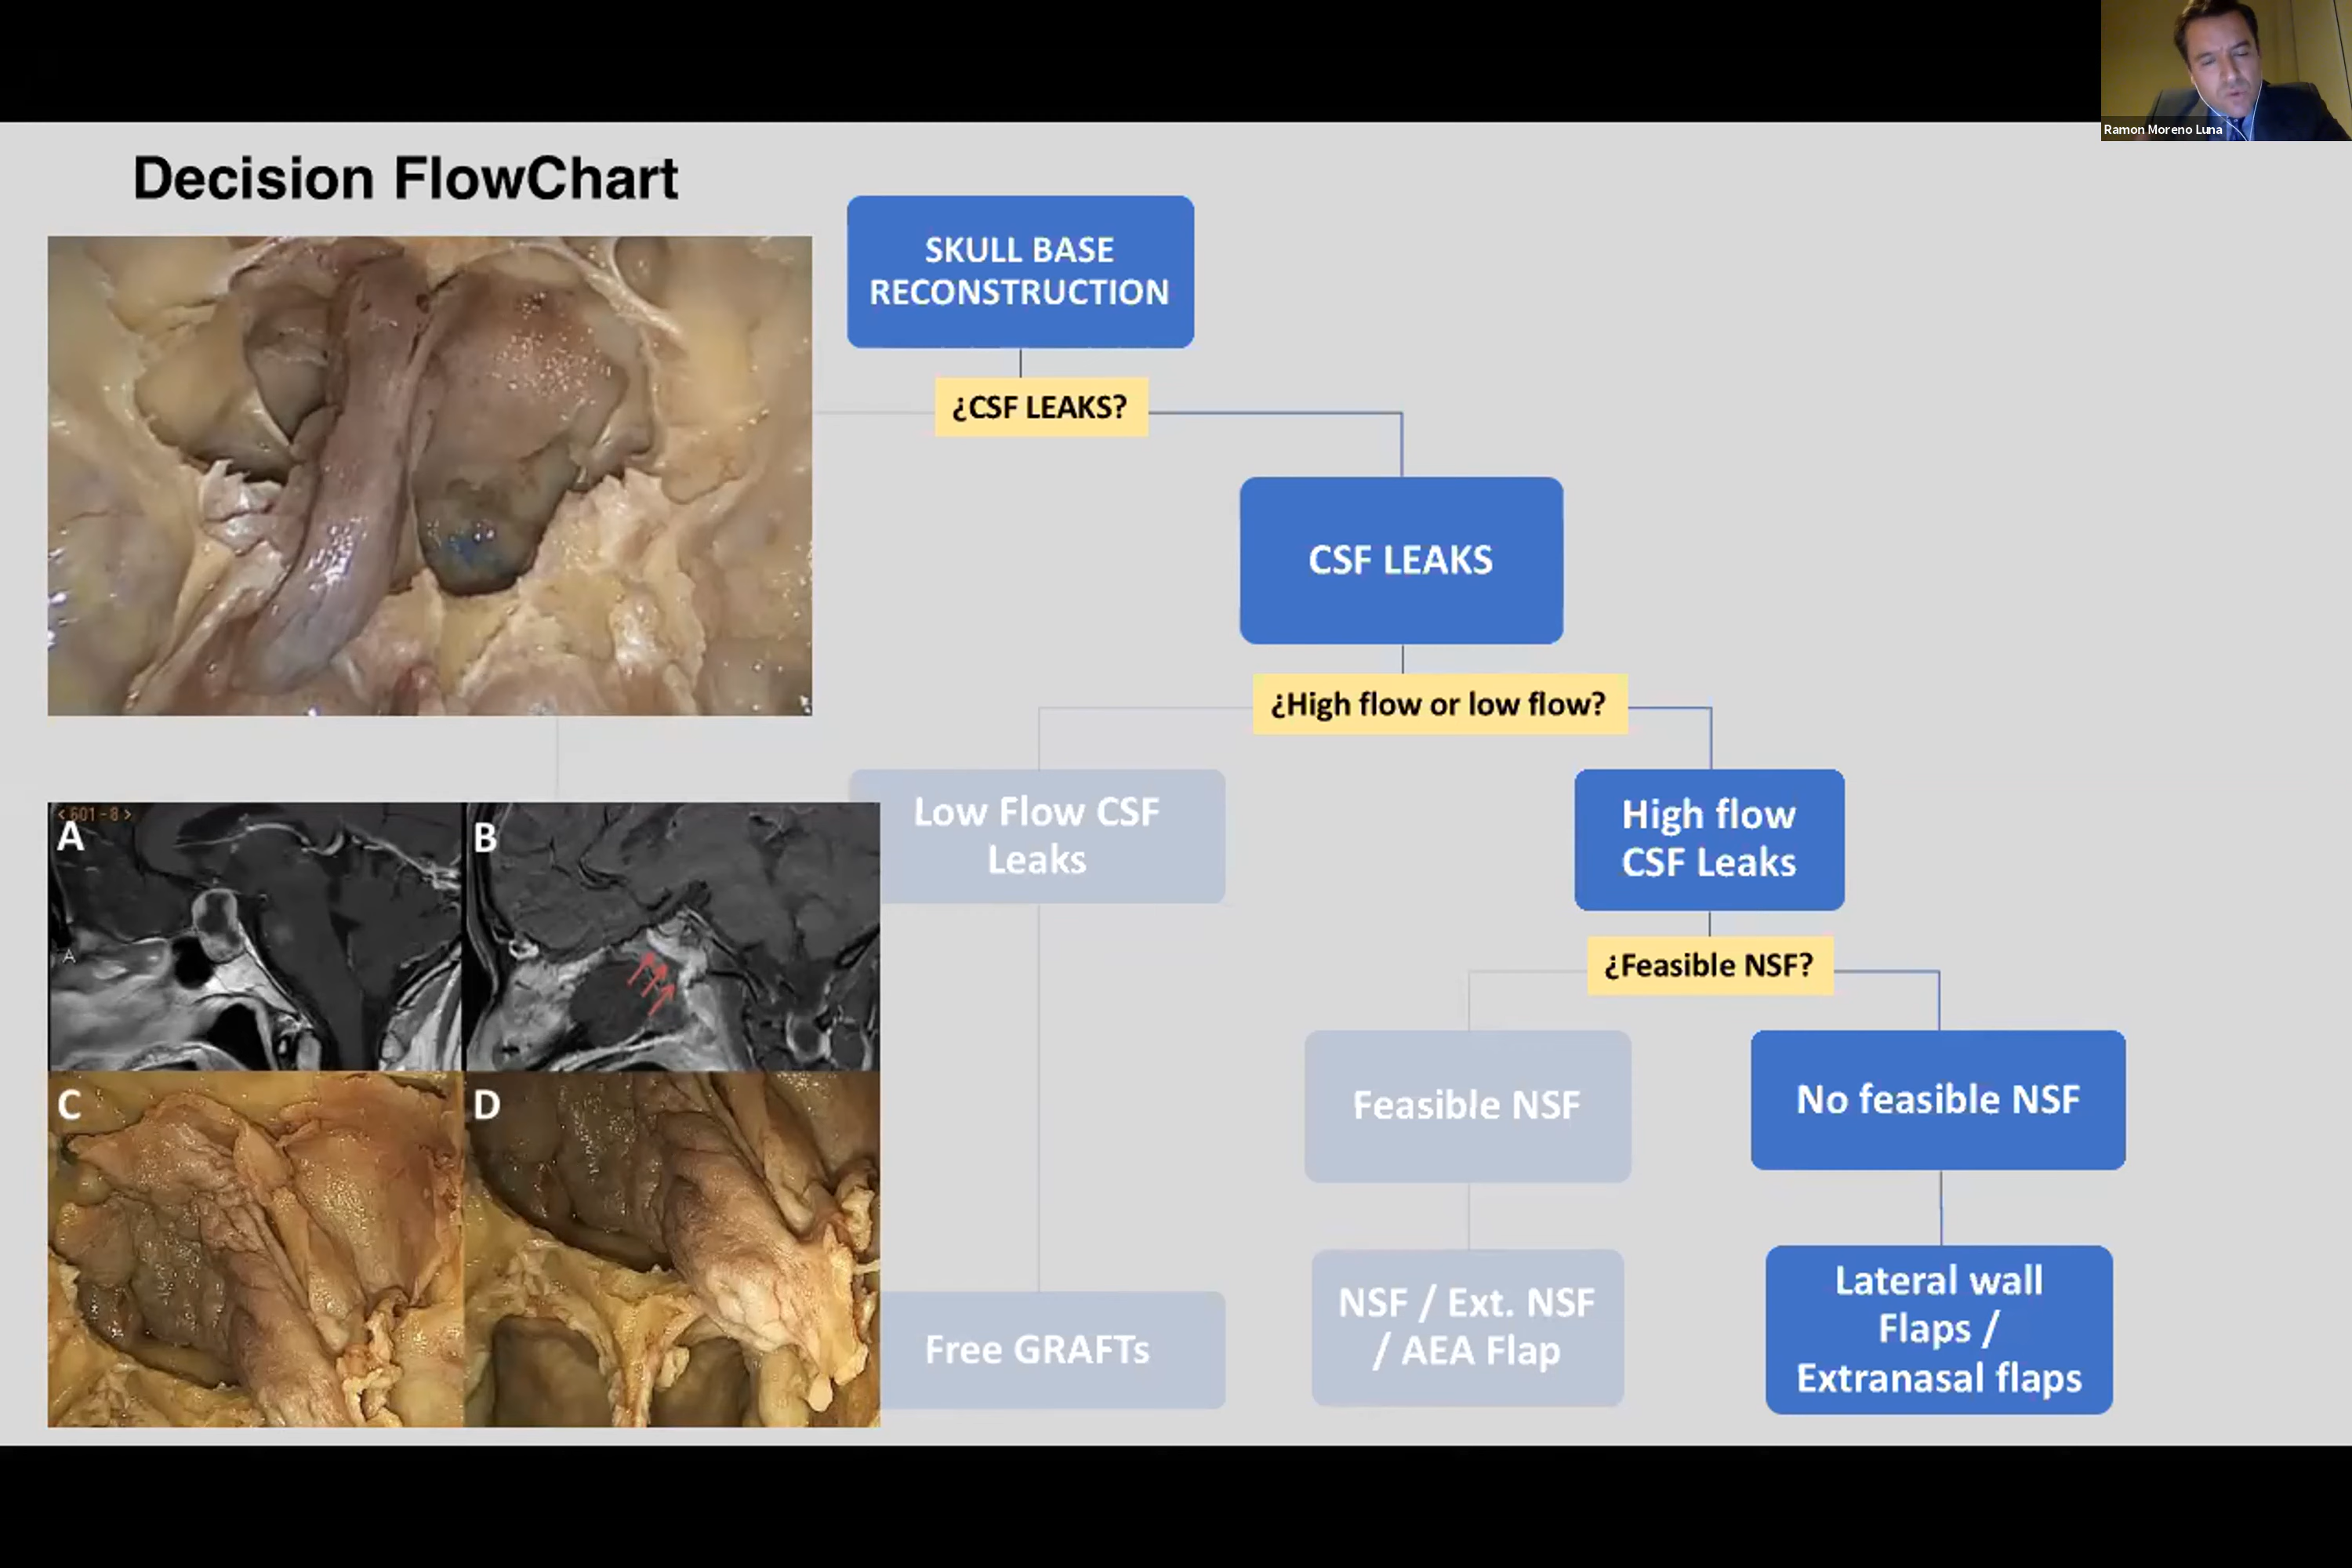 Ramon Moreno Luna
Decision FlowChart
SKULL BASE
RECONSTRUCTION
¿CSF LEAKS?
CSF LEAKS
¿High flow or low flow?
Low Flow CSF
Leaks
High flow
CSF Leaks
¿Feasible NSF?
Feasible NSF
No feasible NSF
Free GRAFTs
NSF / Ext. NSF
/ AEA Flap
Lateral wall
Flaps /
Extranasal flaps
< 601 - 8 >
A
B
A
C
D